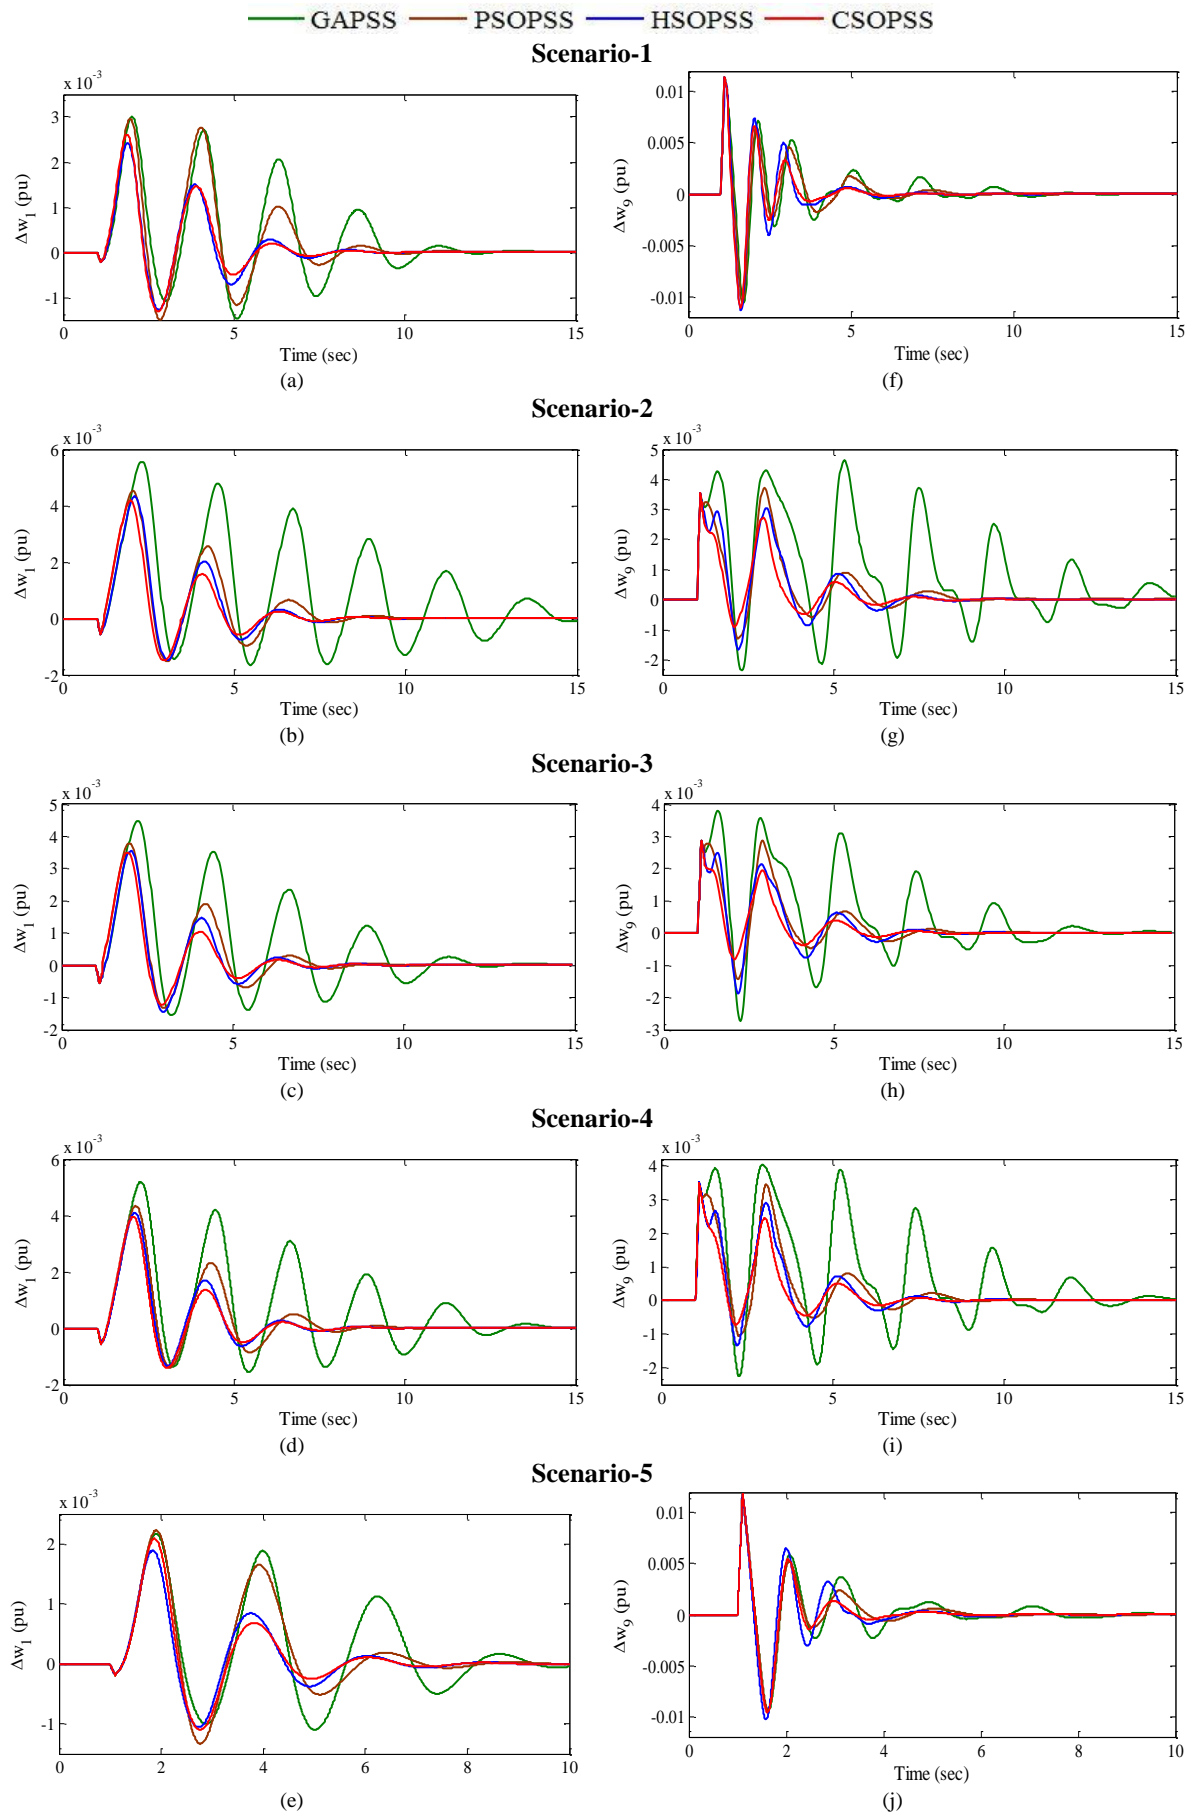 GAPSS PSOPSS HSOPSS CSOPSS
Scenario-1
x 10^-3
3
2
1
0
-1
0 5 10 15
Δw1 (pu)
Time (sec)
(a)
0.01
0.005
0
-0.005
-0.01
0 5 10 15
Δw9 (pu)
Time (sec)
(f)
Scenario-2
x 10^-3
6
4
2
0
-2
0 5 10 15
Δw1 (pu)
Time (sec)
(b)
x 10^-3
5
4
3
2
1
0
-1
-2
0 5 10 15
Δw9 (pu)
Time (sec)
(g)
Scenario-3
x 10^-3
5
4
3
2
1
0
-1
-2
0 5 10 15
Δw1 (pu)
Time (sec)
(c)
x 10^-3
4
3
2
1
0
-1
-2
-3
0 5 10 15
Δw9 (pu)
Time (sec)
(h)
Scenario-4
x 10^-3
6
4
2
0
-2
0 5 10 15
Δw1 (pu)
Time (sec)
(d)
x 10^-3
4
3
2
1
0
-1
-2
0 5 10 15
Δw9 (pu)
Time (sec)
(i)
Scenario-5
x 10^-3
2
1
0
-1
0 2 4 6 8 10
Δw1 (pu)
(e)
0.01
0.005
0
-0.005
-0.01
0 2 4 6 8 10
Δw9 (pu)
Time (sec)
(j)